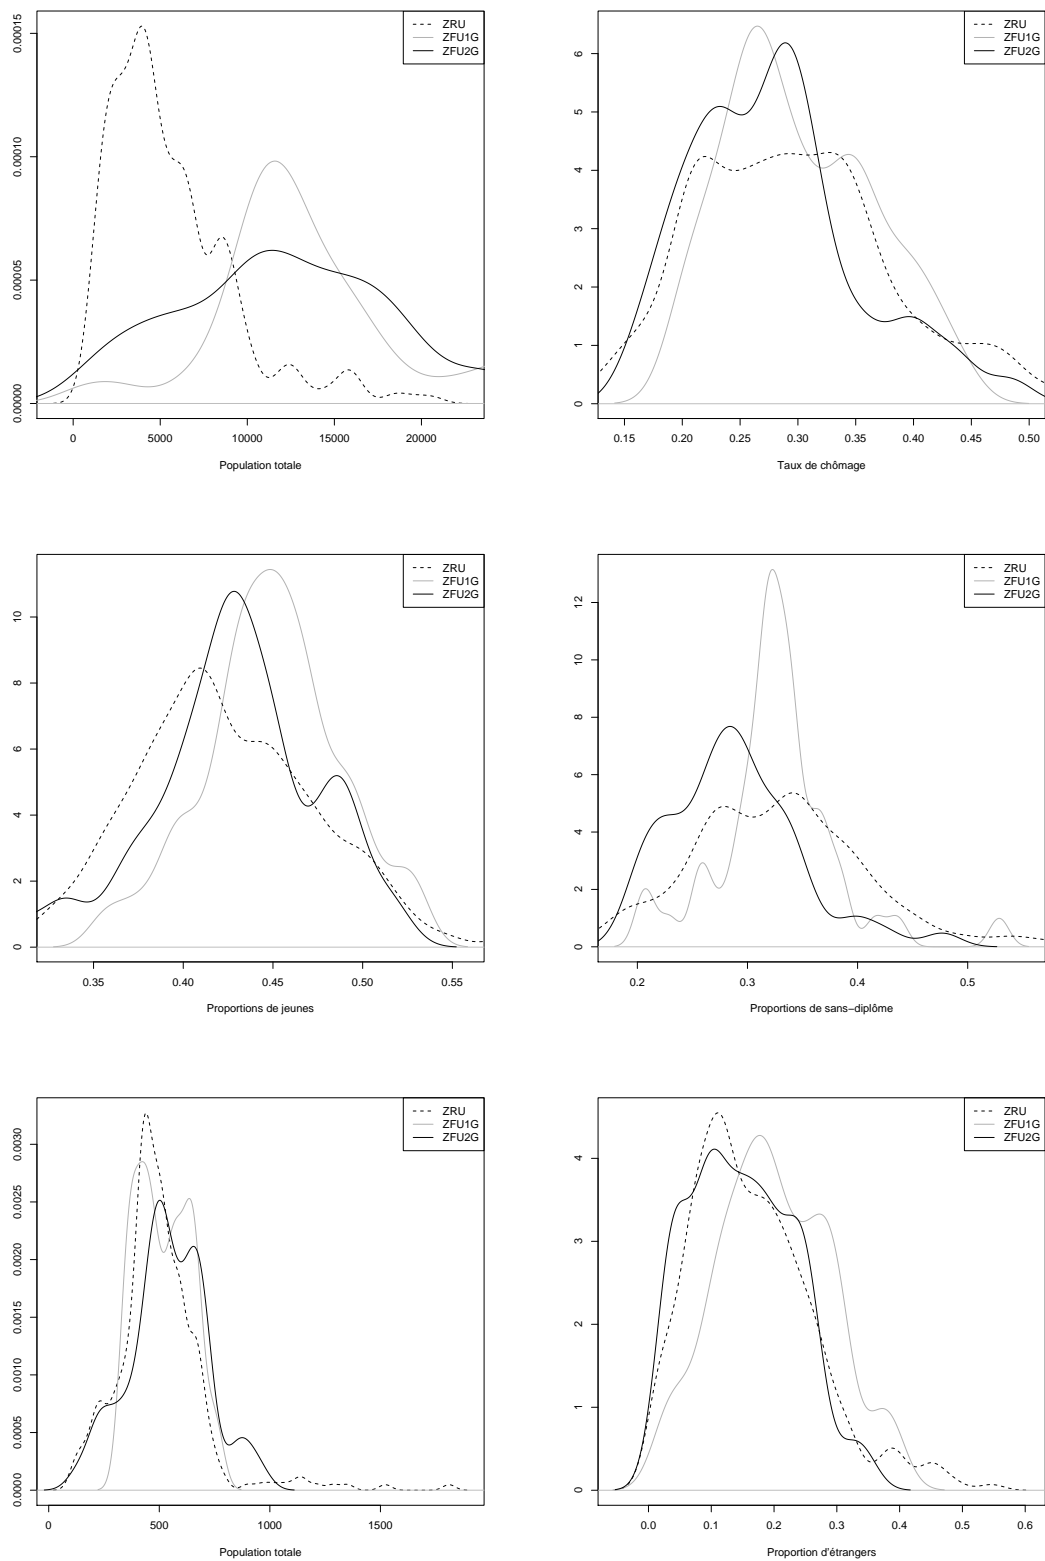 ZRU
ZFU1G
ZFU2G
0.00000
0.00005
0.00010
0.00015
0 5000 10000 15000 20000
Population totale
ZRU
ZFU1G
ZFU2G
0 1 2 3 4 5 6
0.15 0.20 0.25 0.30 0.35 0.40 0.45 0.50
Taux de chômage
ZRU
ZFU1G
ZFU2G
0 2 4 6 8 10
0.35 0.40 0.45 0.50 0.55
Proportions de jeunes
ZRU
ZFU1G
ZFU2G
0 2 4 6 8 10 12
0.2 0.3 0.4 0.5
Proportions de sans−diplôme
ZRU
ZFU1G
ZFU2G
0.0000 0.0005 0.0010 0.0015 0.0020 0.0025 0.0030
0 500 1000 1500
Population totale
ZRU
ZFU1G
ZFU2G
0 1 2 3 4
0.0 0.1 0.2 0.3 0.4 0.5 0.6
Proportion d'étrangers